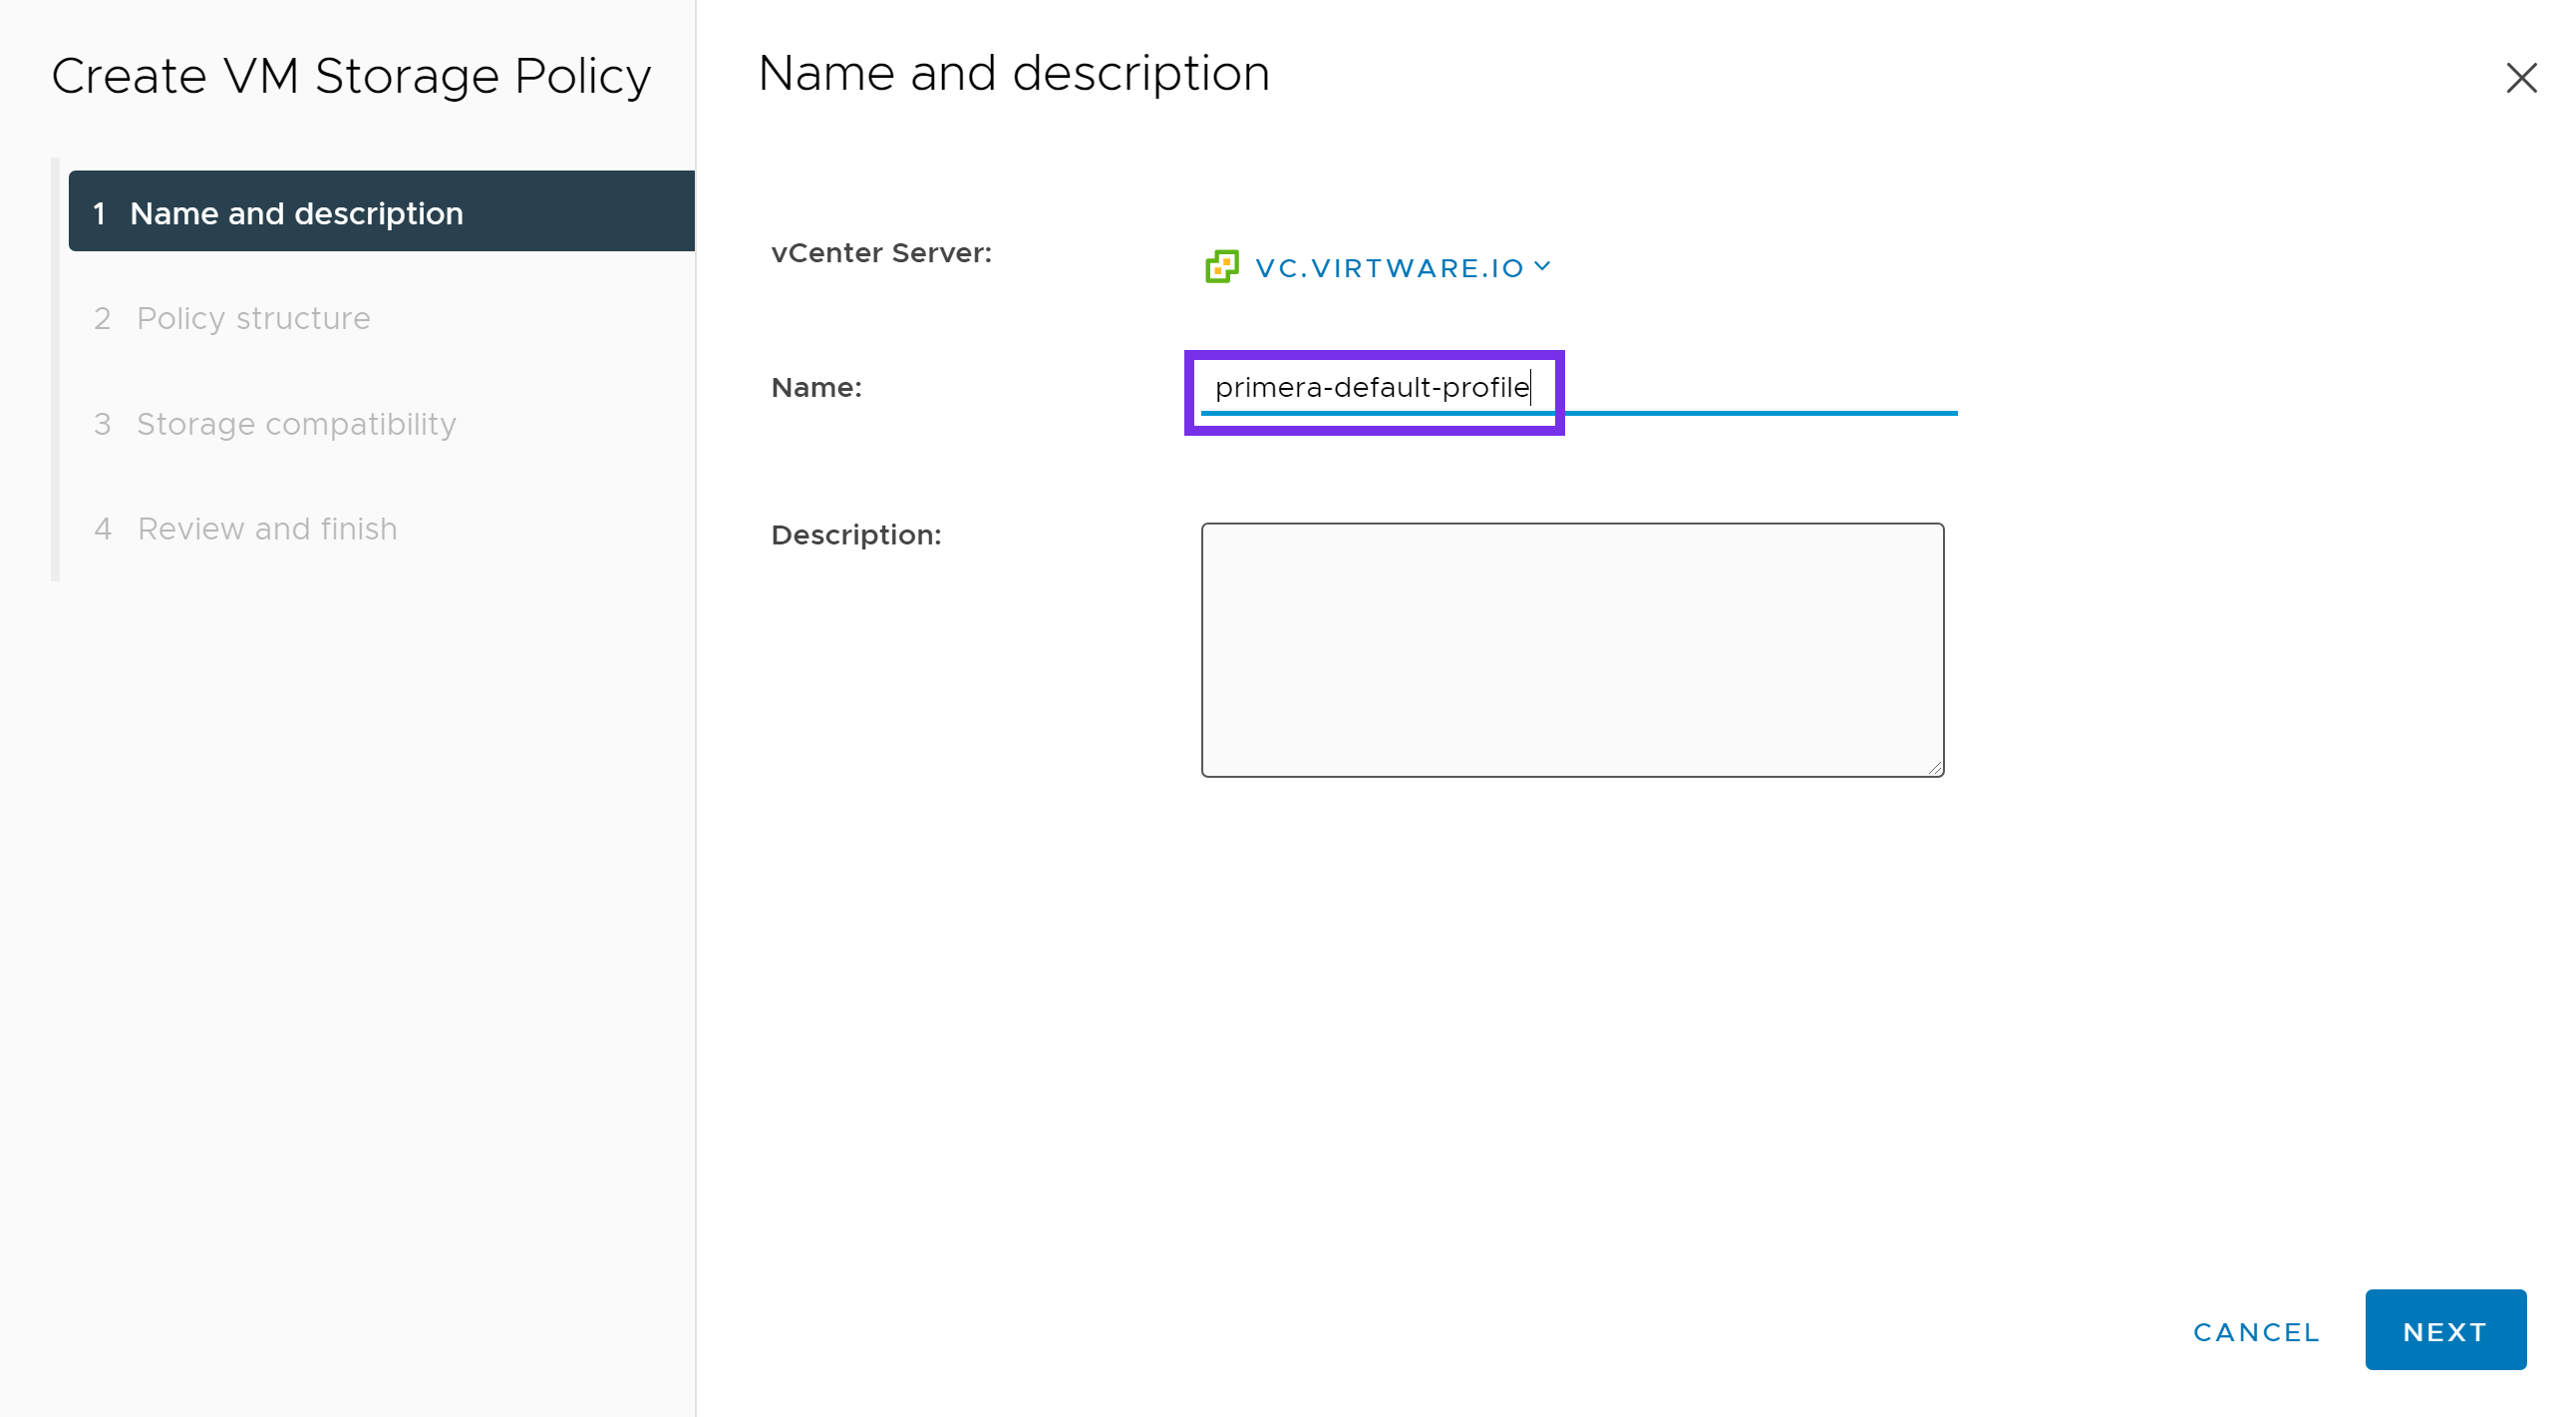 Create VM Storage Policy
1 Name and description
2 Policy structure
3 Storage compatibility
4 Review and finish
Name and description
vCenter Server:
VC.VIRTWARE.IO
Name:
primera-default-profile
Description:
CANCEL
NEXT